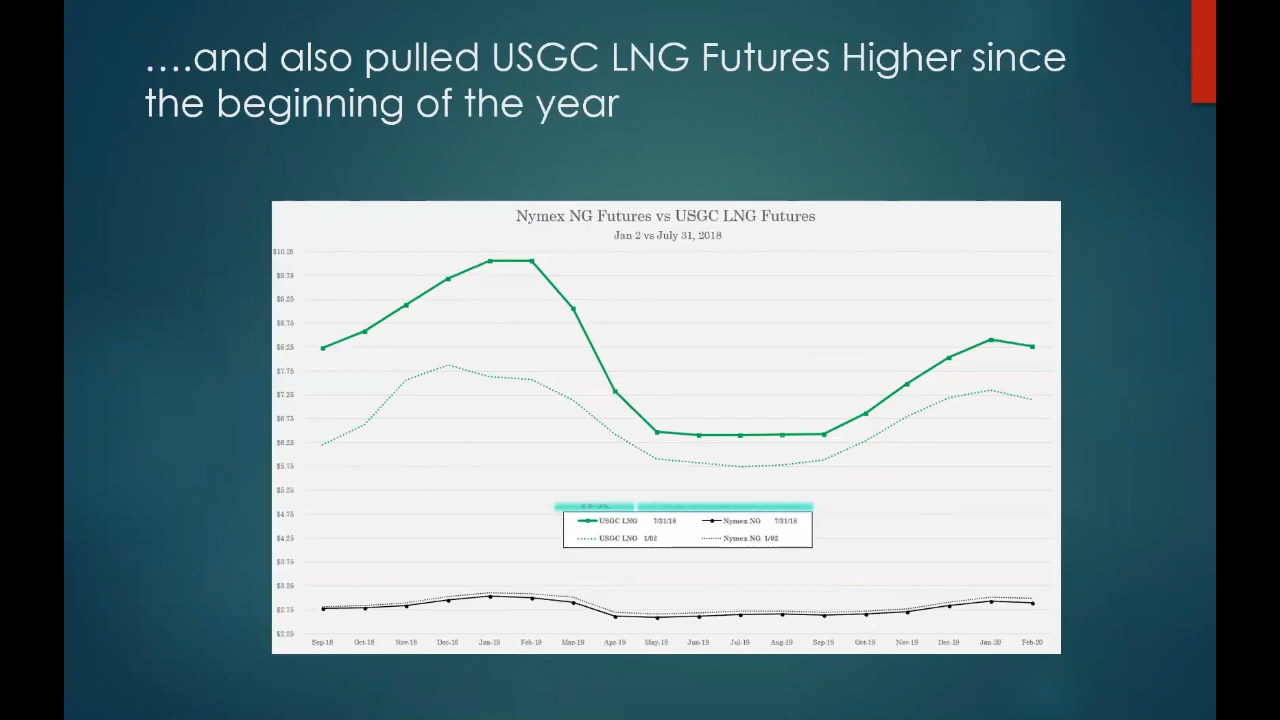 ….and also pulled USGC LNG Futures Higher since
the beginning of the year
Nymex NG Futures vs USGC LNG Futures
Jan 2 vs July 31, 2018
$10.25
$9.75
$9.25
$8.75
$8.25
$7.75
$7.25
$6.75
$6.25
$5.75
$5.25
$4.75
$4.25
$3.75
$3.25
$2.75
$2.25
USGC LNG 7/31/18 Nymex NG 7/31/18
USGC LNG 1/02 Nymex NG 1/02
Sep-18 Oct-18 Nov-18 Dec-18 Jan-19 Feb-19 Mar-19 Apr-19 May-19 Jun-19 Jul-19 Aug-19 Sep-19 Oct-19 Nov-19 Dec-19 Jan-20 Feb-20